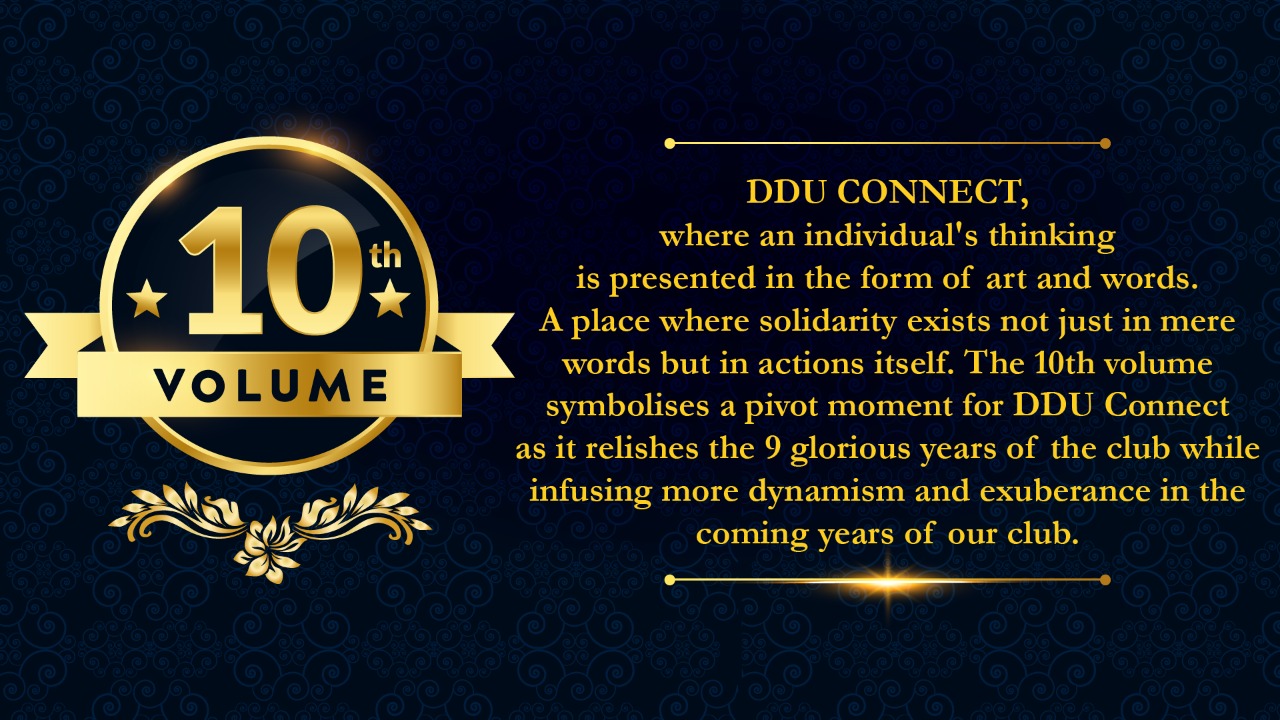 10th
VOLUME
DDU CONNECT,
where an individual's thinking
is presented in the form of art and words.
A place where solidarity exists not just in mere
words but in actions itself. The 10th volume
symbolises a pivot moment for DDU Connect
as it relishes the 9 glorious years of the club while
infusing more dynamism and exuberance in the
coming years of our club.